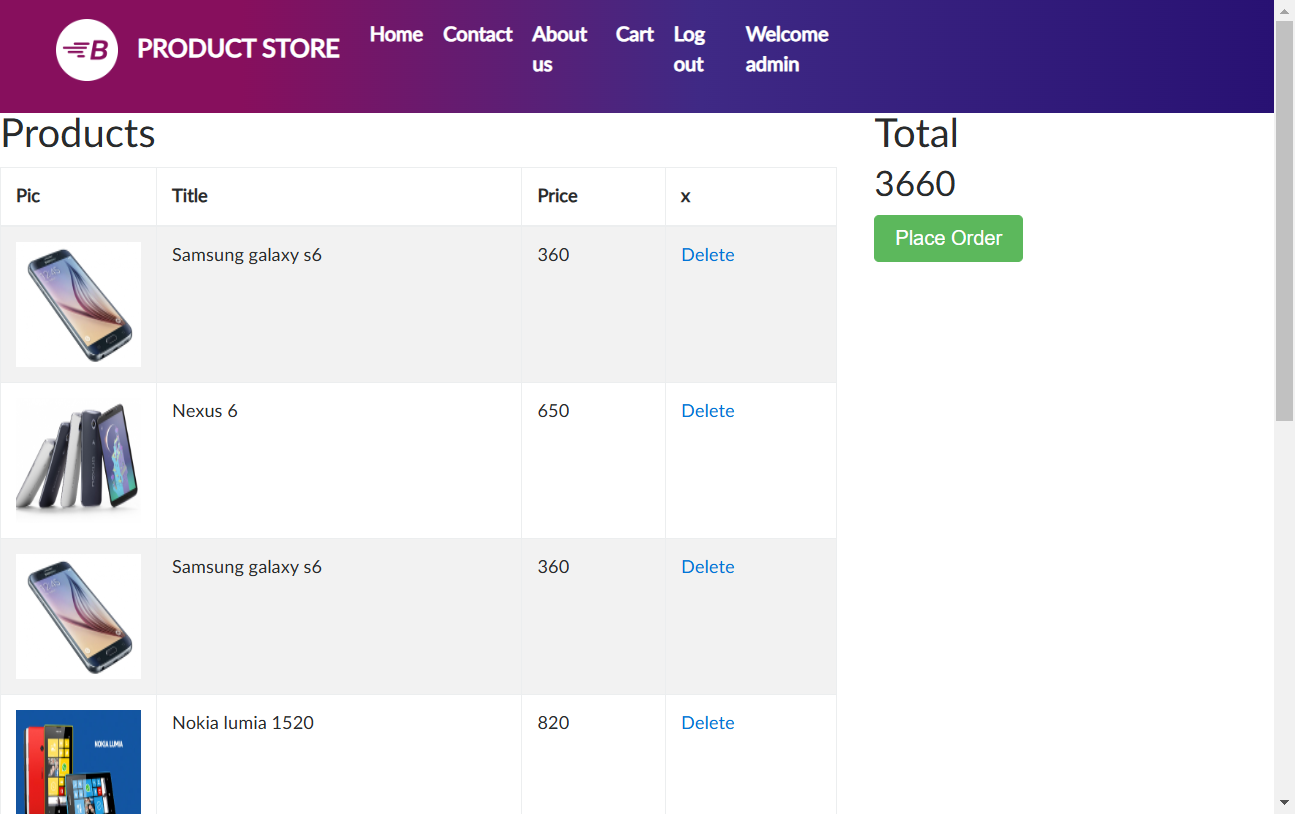 B PRODUCT STORE Home Contact About us Cart Log out Welcome admin
Products
Total
3660
Place Order
Pic Title Price x
Samsung galaxy s6 360 Delete
Nexus 6 650 Delete
Samsung galaxy s6 360 Delete
Nokia lumia 1520 820 Delete
NOKIA LUMIA